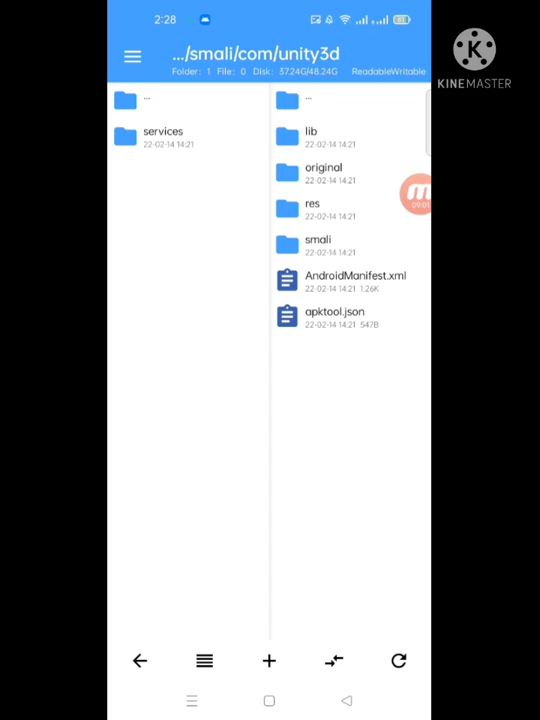 2:28
81
.../smali/com/unity3d
Folder: 1 File: 0 Disk: 37.24G/48.24G ReadableWritable
KINEMASTER
...
services
22-02-14 14:21
...
lib
22-02-14 14:21
original
22-02-14 14:21
res
22-02-14 14:21
smali
22-02-14 14:21
AndroidManifest.xml
22-02-14 14:21 1.26K
apktool.json
22-02-14 14:21 547B
09:01